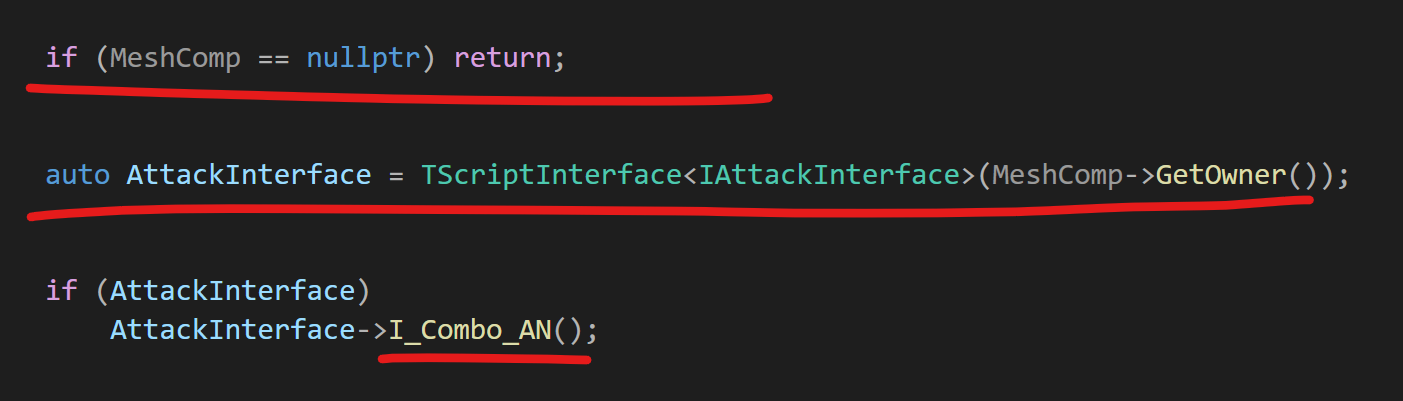 if (MeshComp == nullptr) return;
auto AttackInterface = TScriptInterface<IAttackInterface>(MeshComp->GetOwner());
if (AttackInterface)
AttackInterface->I_Combo_AN();